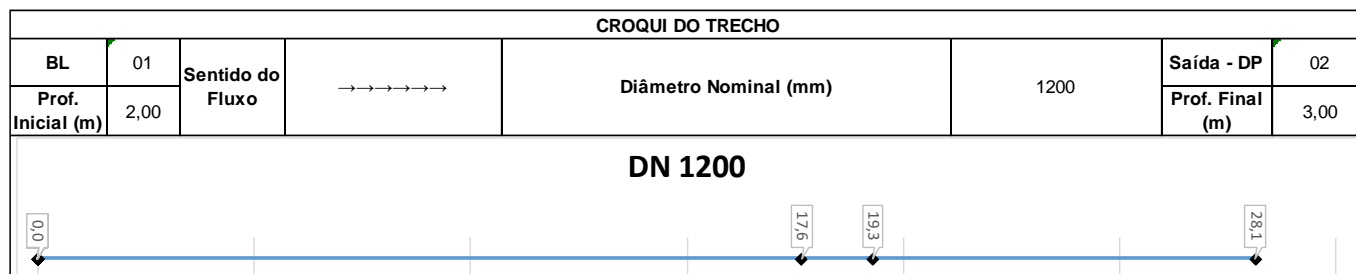 CROQUI DO TRECHO
BL
01
Sentido do
Fluxo
→→→→→→
Diâmetro Nominal (mm)
1200
Saída - DP
02
Prof.
Inicial (m)
2,00
Prof. Final
(m)
3,00
DN 1200
0,0
17,6
19,3
28,1